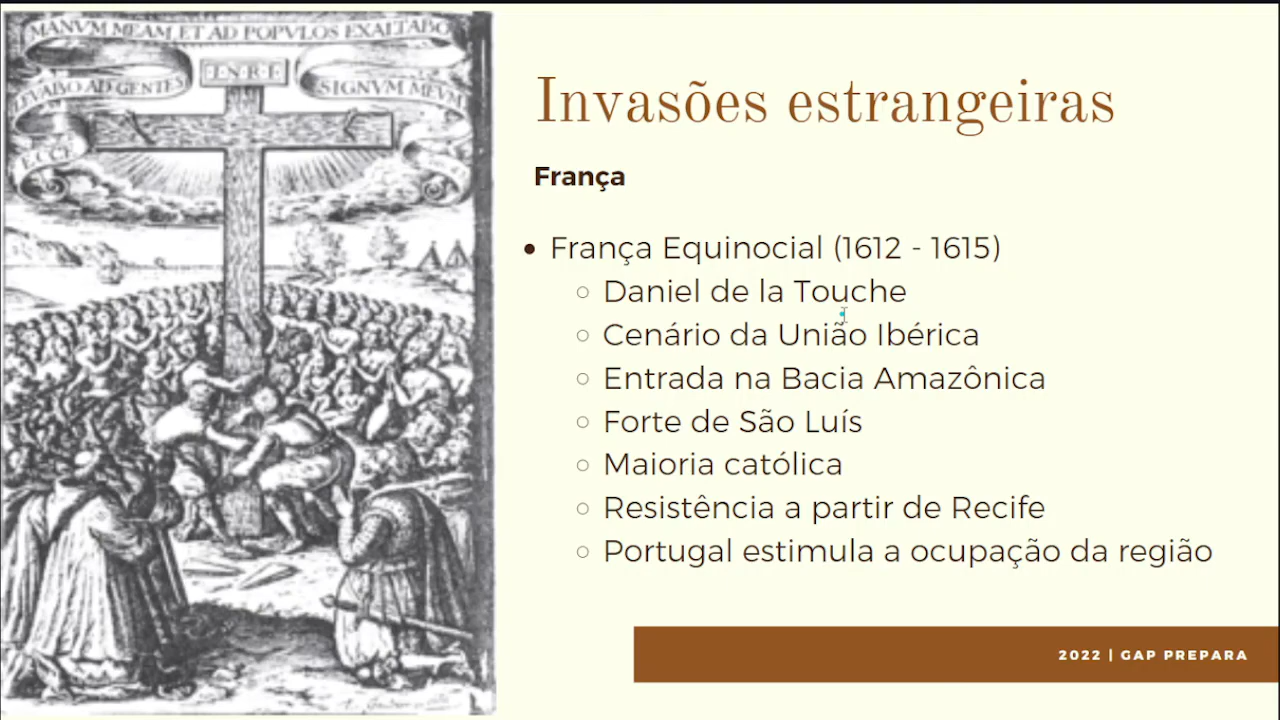 MANVM MEAM ET AD POPVLOS EXALTABO
LEVABO AD GENTES
SIGNVM MEVM
ECCE
Invasões estrangeiras
França
• França Equinocial (1612 - 1615)
○ Daniel de la Touche
○ Cenário da União Ibérica
○ Entrada na Bacia Amazônica
○ Forte de São Luís
○ Maioria católica
○ Resistência a partir de Recife
○ Portugal estimula a ocupação da região
2022 | GAP PREPARA